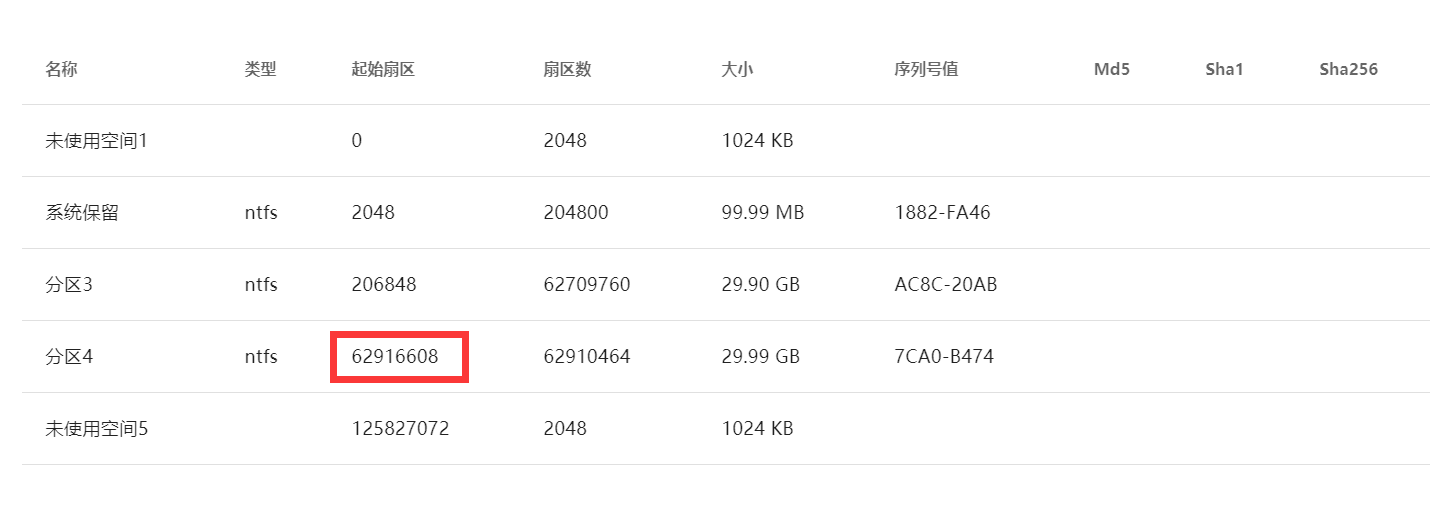 名称 类型 起始扇区 扇区数 大小 序列号值 Md5 Sha1 Sha256
未使用空间1 0 2048 1024 KB
系统保留 ntfs 2048 204800 99.99 MB 1882-FA46
分区3 ntfs 206848 62709760 29.90 GB AC8C-20AB
分区4 ntfs 62916608 62910464 29.99 GB 7CA0-B474
未使用空间5 125827072 2048 1024 KB